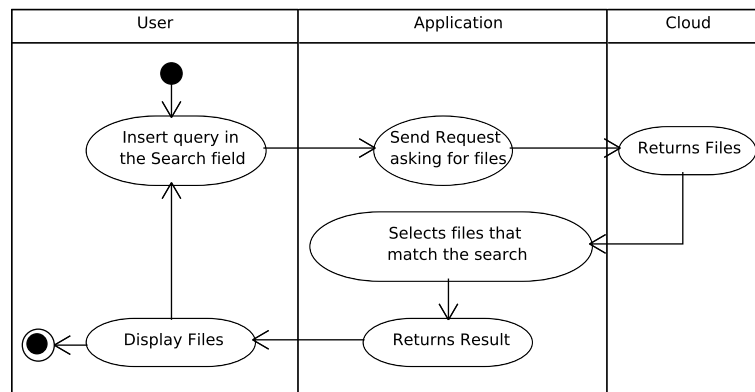 User
Application
Cloud
Insert query in
the Search field
Send Request
asking for files
Returns Files
Selects files that
match the search
Display Files
Returns Result